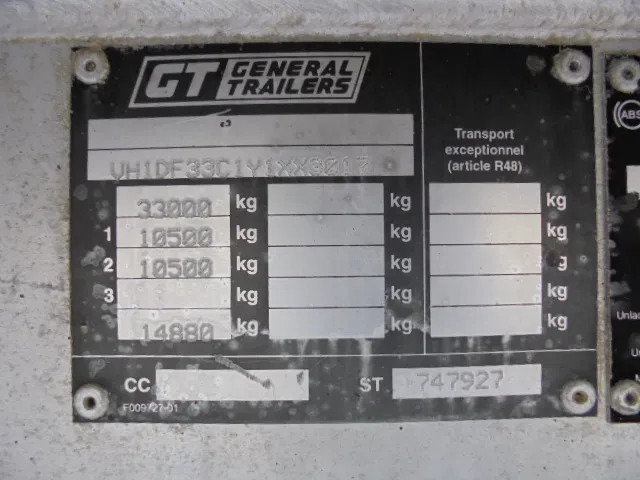 GT GENERAL TRAILERS
VH1DF33C1Y1XX3017
Transport
exceptionnel
(article R48)
33000 kg kg kg
1 10500 kg kg kg
2 10500 kg kg g
3 kg kg kg
14880 kg kg kg
CC ST 747927
F009727-01
ABS
Unla